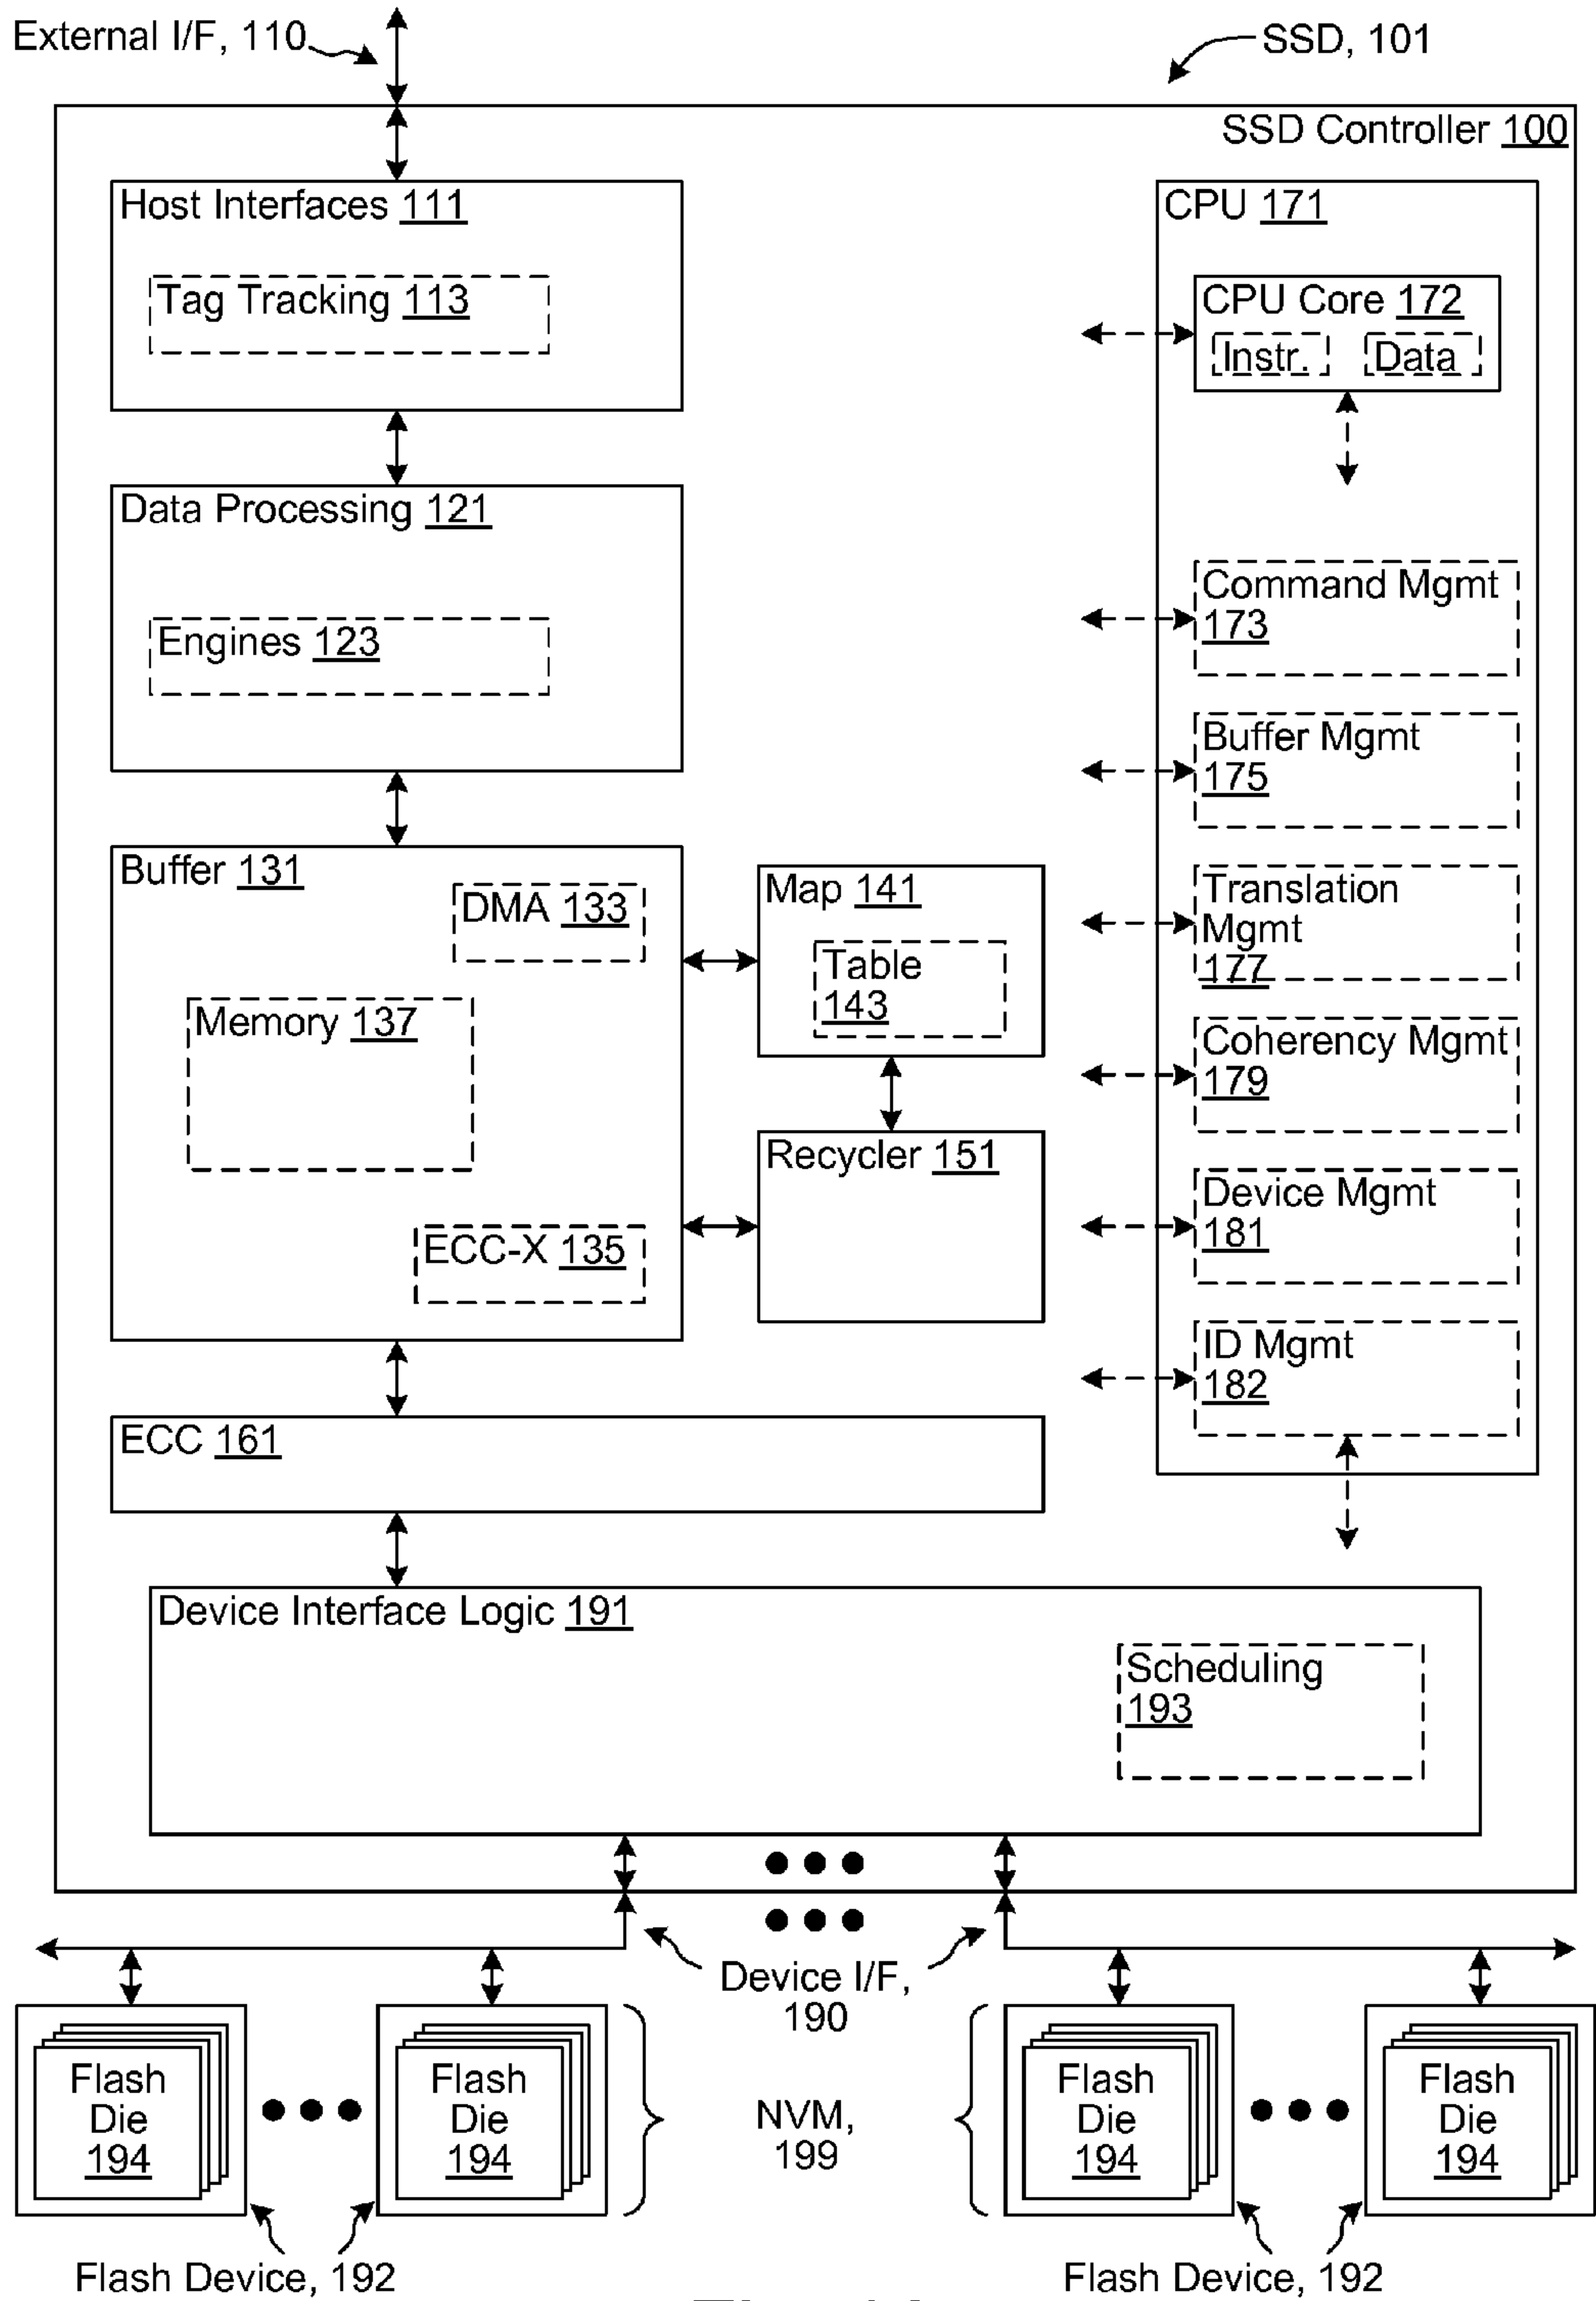 External I/F, 110
SSD, 101
SSD Controller 100
Host Interfaces 111
Tag Tracking 113
Data Processing 121
Engines 123
Buffer 131
DMA 133
Memory 137
ECC-X 135
Map 141
Table
143
Recycler 151
ECC 161
CPU 171
CPU Core 172
Instr.
Data
Command Mgmt
173
Buffer Mgmt
175
Translation
Mgmt
177
Coherency Mgmt
179
Device Mgmt
181
ID Mgmt
182
Device Interface Logic 191
Scheduling
193
Device I/F,
190
Flash
Die
194
Flash
Die
194
NVM,
199
Flash
Die
194
Flash
Die
194
Flash Device, 192
Flash Device, 192